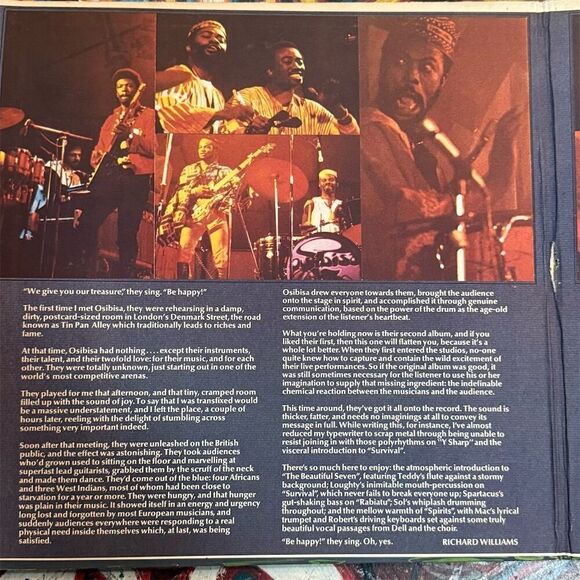 "We give you our treasure," they sing. "Be happy!"
The first time I met Osibisa, they were rehearsing in a damp,
dirty, postcard-sized room in London's Denmark Street, the road
known as Tin Pan Alley which traditionally leads to riches and
fame.
At that time, Osibisa had nothing....except their instruments,
their talent, and their twofold love: for their music, and for each
other. They were totally unknown, just starting out in one of the
world's most competitive arenas.
They played for me that afternoon, and that tiny, cramped room
filled up with the sound of joy. To say that I was transfixed would
be a massive understatement, and I left the place, a couple of
hours later, reeling with the delight of stumbling across
something very important indeed.
Soon after that meeting, they were unleashed on the British
public, and the effect was astonishing. They took audiences
who'd grown used to sitting on the floor and marvelling at
superfast lead guitarists, grabbed them by the scruff of the neck
and made them dance. They'd come out of the blue: four Africans
and three West Indians, most of whom had been close to
starvation for a year or more. They were hungry, and that hunger
was plain in their music. It showed itself in an energy and urgency
long lost and forgotten by most European musicians, and
suddenly audiences everywhere were responding to a real
physical need inside themselves which, at last, was being
satisfied.
Osibisa drew everyone towards them, brought the audience
onto the stage in spirit, and accomplished it through genuine
communication, based on the power of the drum as the age-old
extension of the listener's heartbeat.
What you're holding now is their second album, and if you
liked their first, then this one will flatten you, because it's a
whole lot better. When they first entered the studios, no-one
quite knew how to capture and contain the wild excitement of
their live performances. So if the original album was good, it
was still sometimes necessary for the listener to use his or her
imagination to supply that missing ingredient: the indefinable
chemical reaction between the musicians and the audience.
This time around, they've got it all onto the record. The sound is
thicker, fatter, and needs no imaginings at all to convey its
message in full. While writing this, for instance, I've almost
reduced my typewriter to scrap metal through being unable to
resist joining in with those polyrhythms on "Y Sharp" and the
visceral introduction to "Survival".
There's so much here to enjoy: the atmospheric introduction to
"The Beautiful Seven", featuring Teddy's flute against a stormy
background; Loughty's inimitable mouth-percussion on
"Survival", which never fails to break everyone up; Spartacus's
gut-shaking bass on "Rabiatu"; Sol's whiplash drumming
throughout; and the mellow warmth of "Spirits", with Mac's lyrical
trumpet and Robert's driving keyboards set against some truly
beautiful vocal passages from Dell and the choir.
"Be happy!" they sing. Oh, yes. RICHARD WILLIAMS